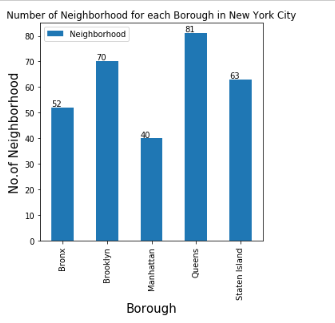 Number of Neighborhood for each Borough in New York City
Neighborhood
No.of Neighborhood
80
70
60
50
40
30
20
10
0
52
70
40
81
63
Bronx
Brooklyn
Manhattan
Queens
Staten Island
Borough